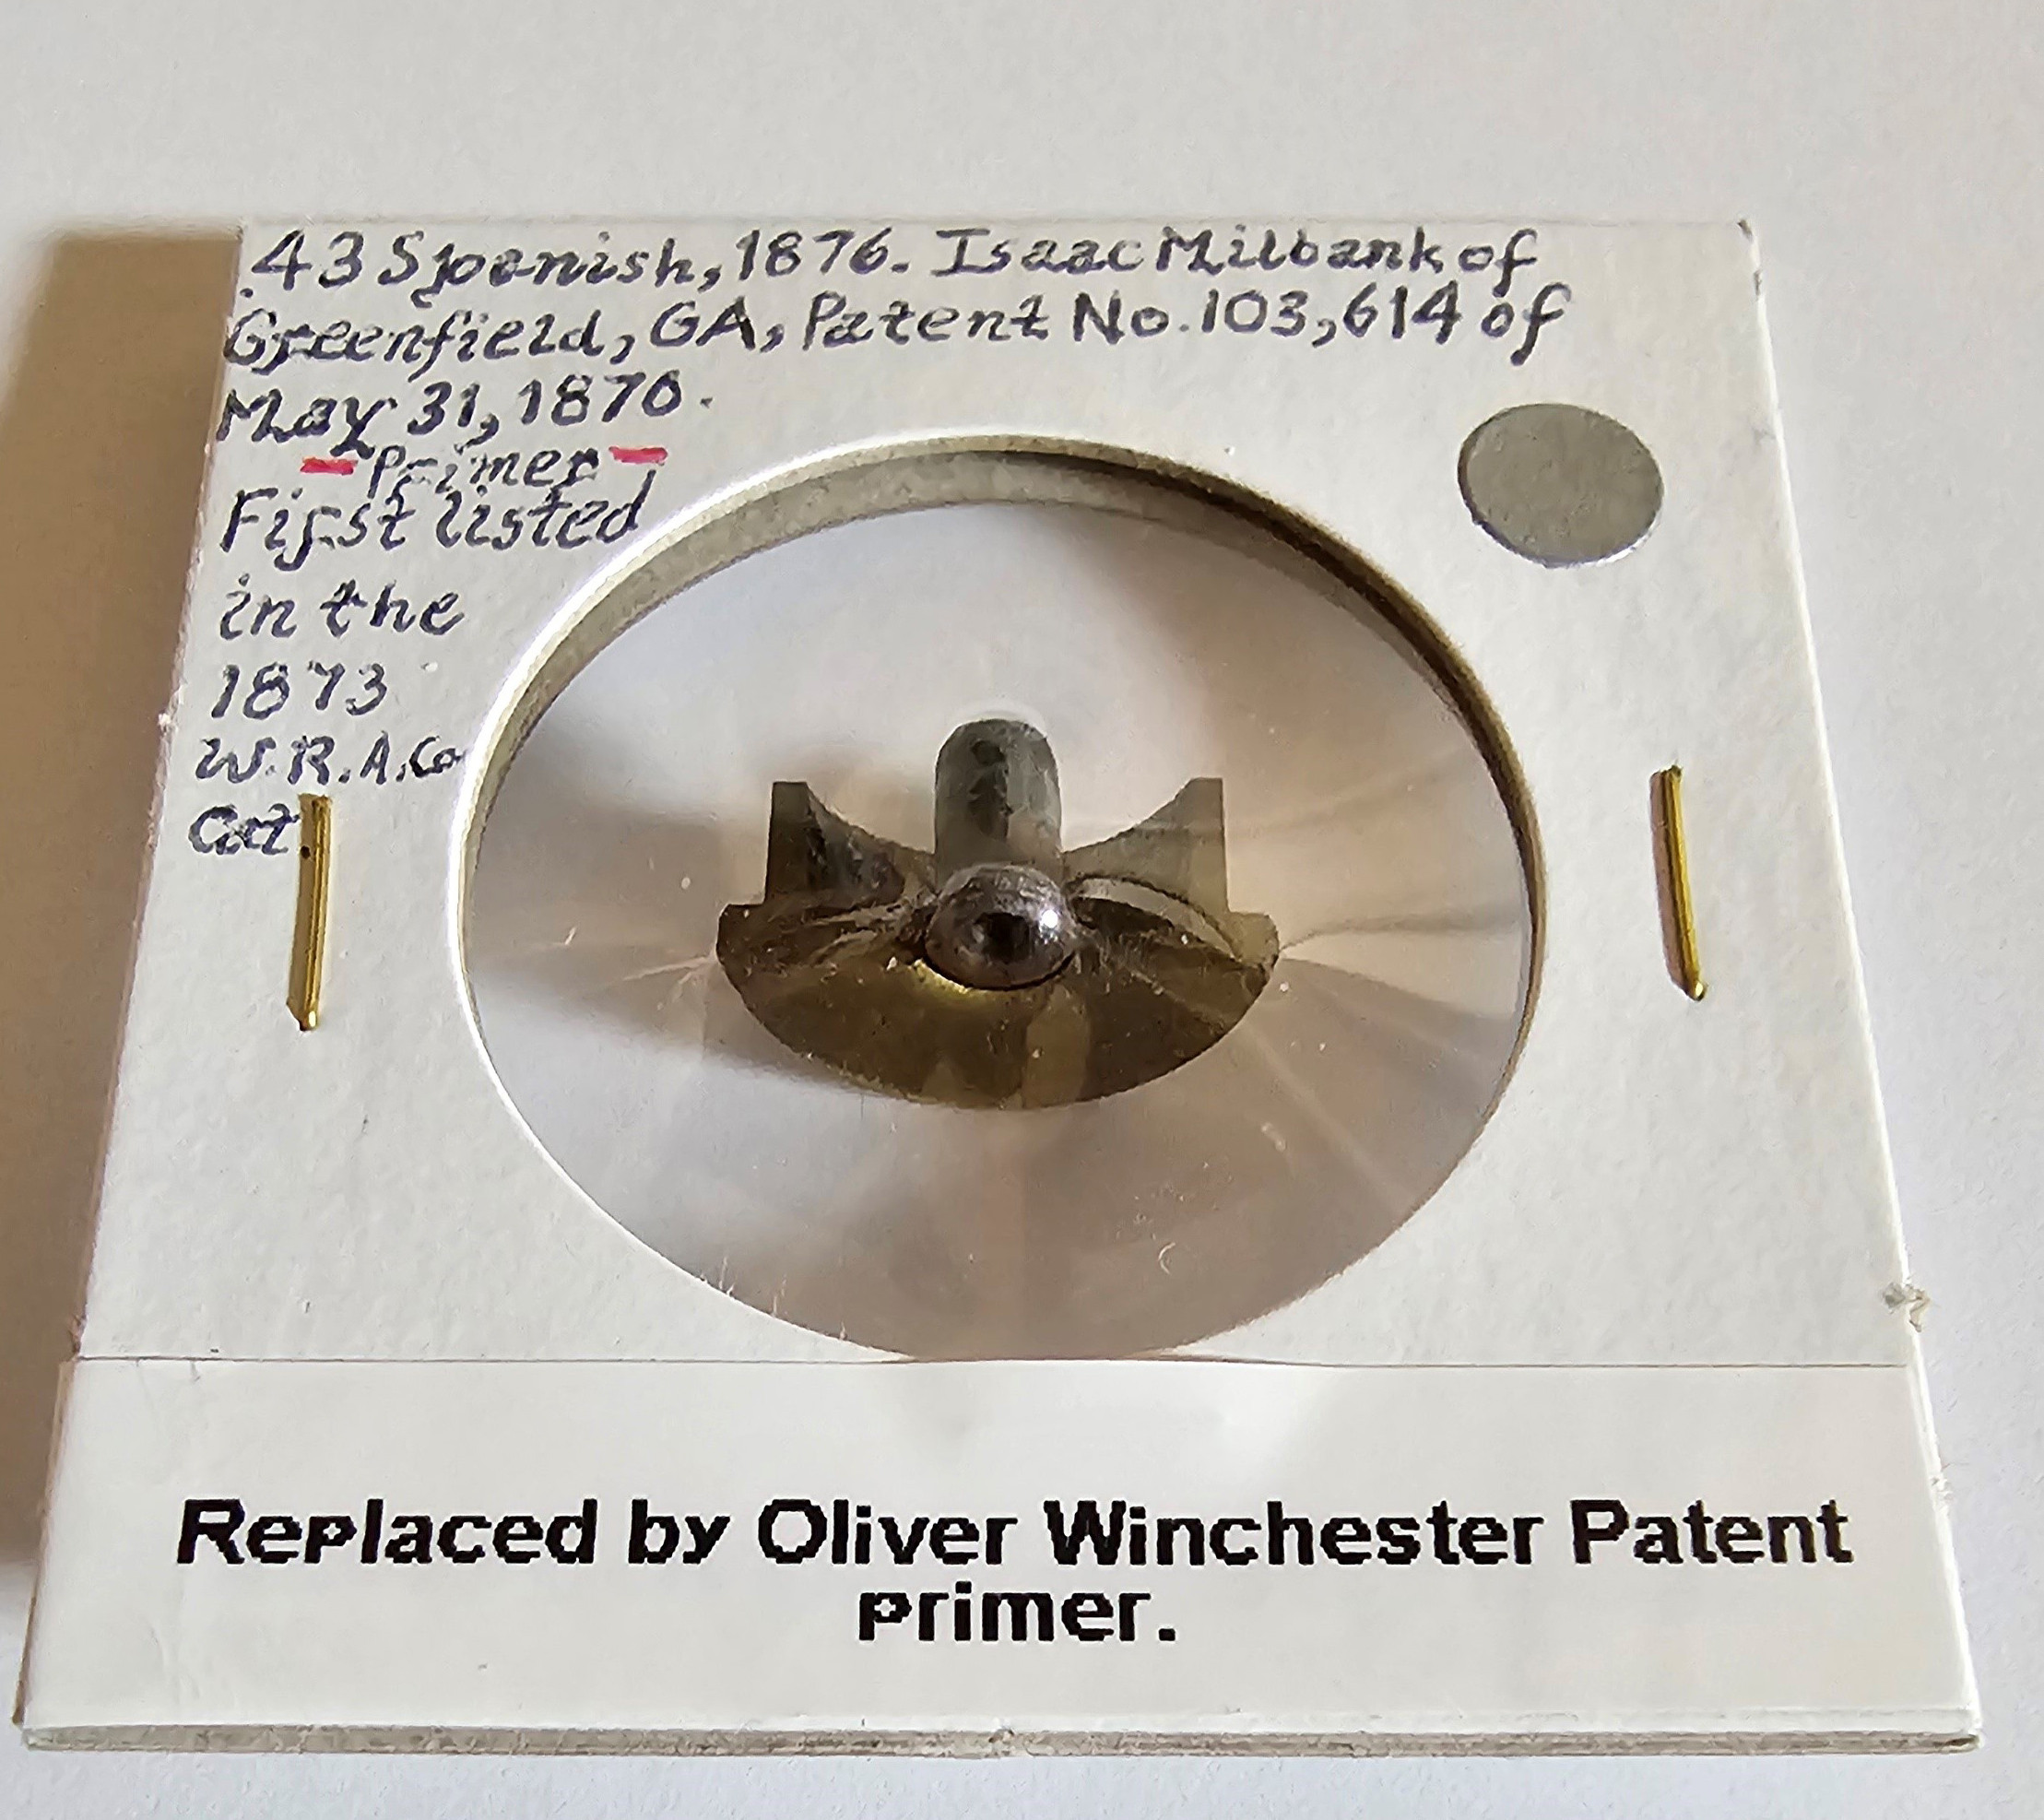 .43 Spanish, 1876. Isaac Milbank of
Greenfield, GA, Patent No. 103,614 of
May 31, 1870.
Primer
First listed
in the
1873
W.R.A.Co
Cat
Replaced by Oliver Winchester Patent
primer.